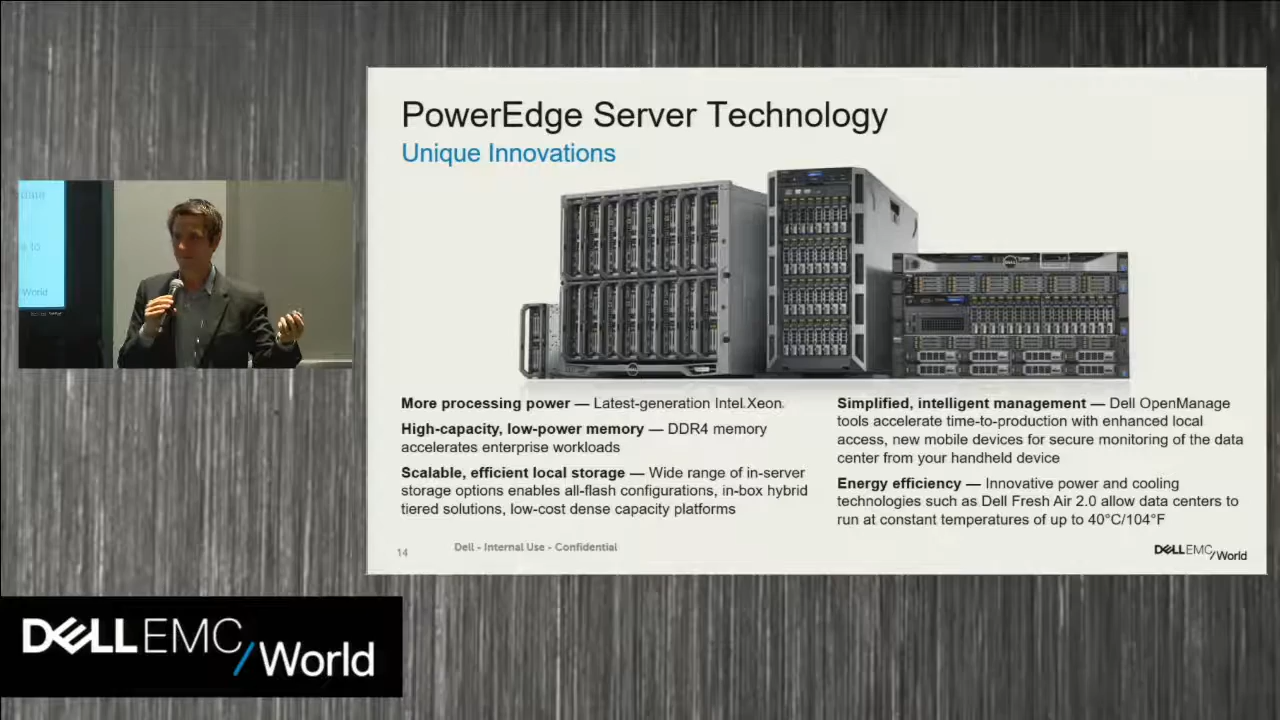 PowerEdge Server Technology
Unique Innovations
More processing power — Latest-generation Intel.Xeon.
High-capacity, low-power memory — DDR4 memory
accelerates enterprise workloads
Scalable, efficient local storage — Wide range of in-server
storage options enables all-flash configurations, in-box hybrid
tiered solutions, low-cost dense capacity platforms
Simplified, intelligent management — Dell OpenManage
tools accelerate time-to-production with enhanced local
access, new mobile devices for secure monitoring of the data
center from your handheld device
Energy efficiency — Innovative power and cooling
technologies such as Dell Fresh Air 2.0 allow data centers to
run at constant temperatures of up to 40°C/104°F
14
Dell - Internal Use - Confidential
DELLEMC
/World
to
World
DELLEMC
/World